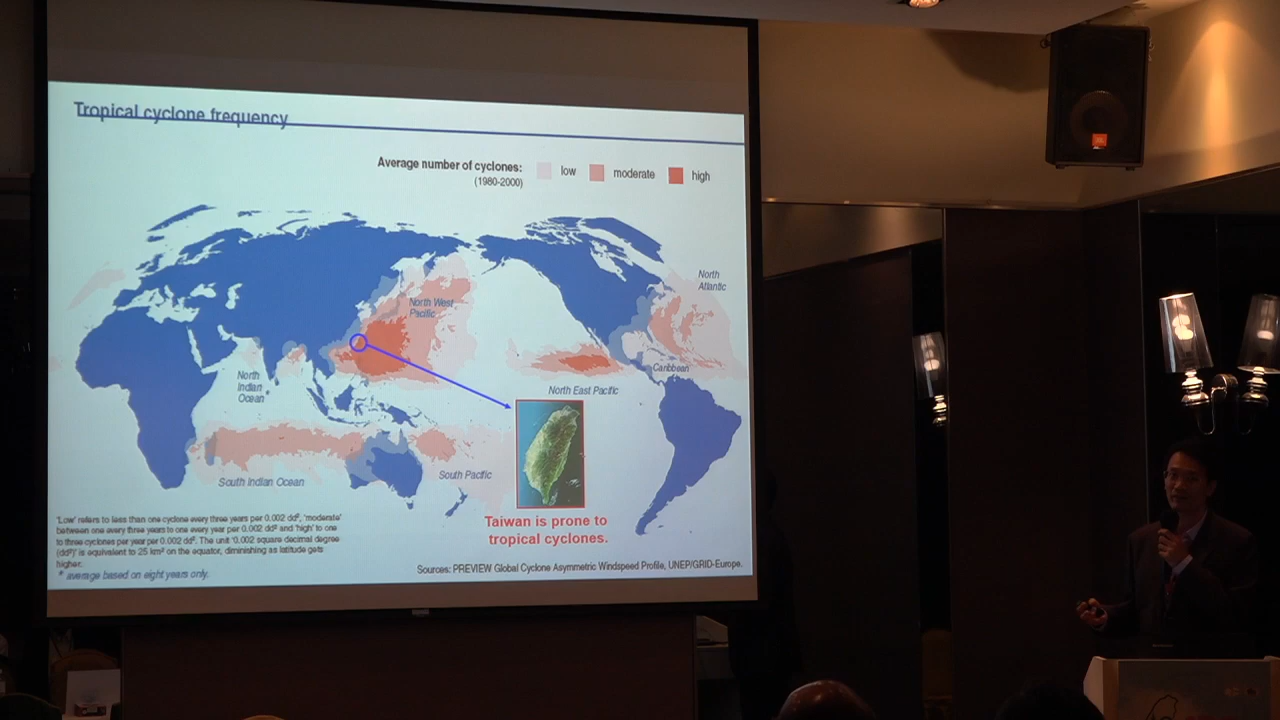 Tropical cyclone frequency
Average number of cyclones:
(1980-2000)
low
moderate
high
North
Atlantic
North West
Pacific
Caribbean
North
Indian
Ocean *
North East Pacific
South Pacific
South Indian Ocean
'Low' refers to less than one cyclone every three years per 0.002 dd², 'moderate'
between one every three years to one every year per 0.002 dd² and 'high' to one
to three cyclones per year per 0.002 dd². The unit '0.002 square decimal degree
(dd²)' is equivalent to 25 km² on the equator, diminishing as latitude gets
higher.
* average based on eight years only.
Taiwan is prone to
tropical cyclones.
Sources: PREVIEW Global Cyclone Asymmetric Windspeed Profile, UNEP/GRID-Europe.